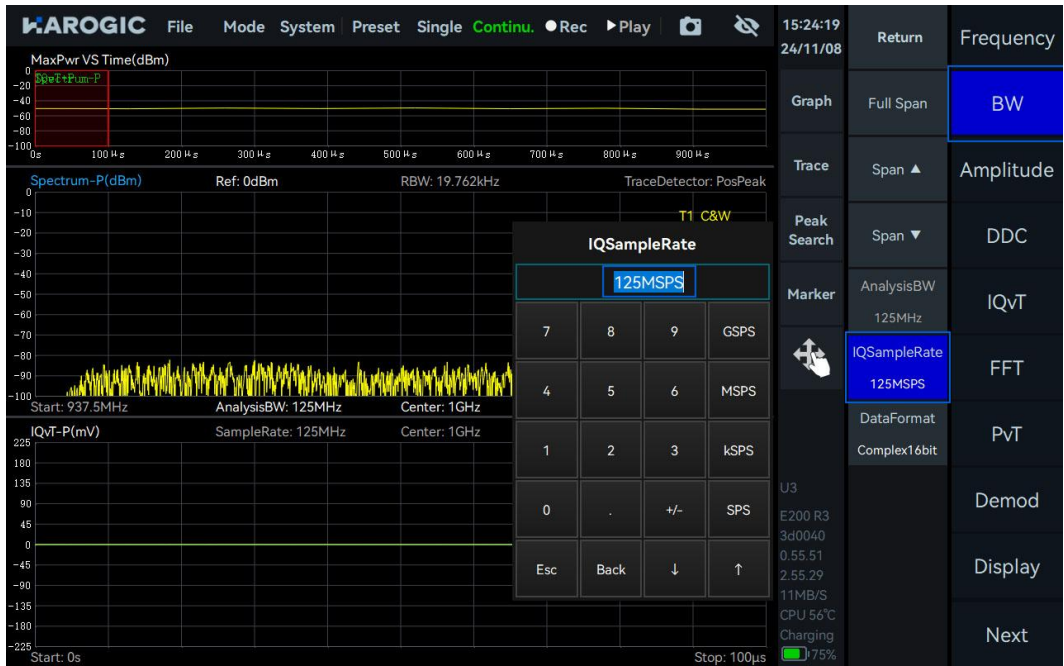 HAROGIC File Mode System Preset Single Continu. Rec Play
15:24:19
24/11/08
MaxPwr VS Time(dBm)
0
-20
-40
-60
-80
-100
0s 100μs 200μs 300μs 400μs 500μs 600μs 700μs 800μs 900μs
Spectrum-P(dBm) Ref: 0dBm RBW: 19.762kHz TraceDetector: PosPeak
0
T1 C&W
-10
-20
-30
-40
-50
-60
-70
-80
-90
-100
Start: 937.5MHz AnalysisBW: 125MHz Center: 1GHz
IQvT-P(mV) SampleRate: 125MHz Center: 1GHz
225
180
135
90
45
0
-45
-90
-135
-180
-225
Start: 0s Stop: 100μs
IQSampleRate
125MSPS
7 8 9 GSPS
4 5 6 MSPS
1 2 3 kSPS
0 . +/- SPS
Esc Back ↓ ↑
Graph
Trace
Peak
Search
Marker
U3
E200 R3
3d0040
0.55.51
2.55.29
11MB/S
CPU 56°C
Charging
75%
Return
Full Span
Span ▲
Span ▼
AnalysisBW
125MHz
IQSampleRate
125MSPS
DataFormat
Complex16bit
Frequency
BW
Amplitude
DDC
IQvT
FFT
PvT
Demod
Display
Next